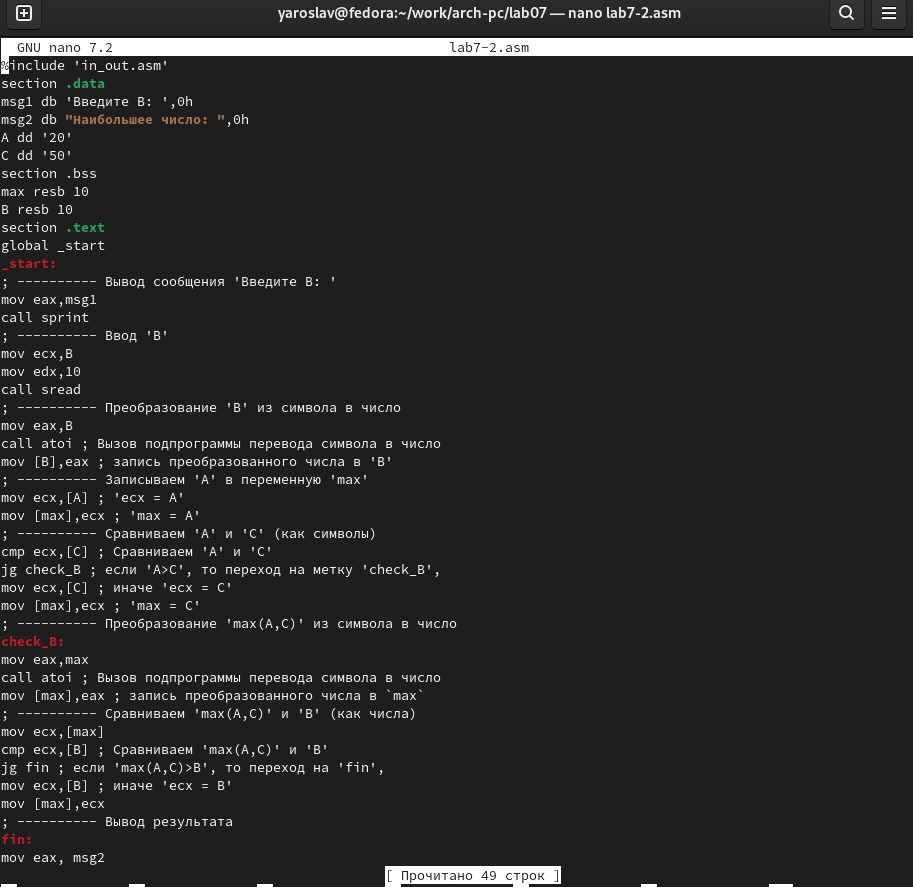 yaroslav@fedora:~/work/arch-pc/lab07 — nano lab7-2.asm
GNU nano 7.2 lab7-2.asm
%include 'in_out.asm'
section .data
msg1 db 'Введите B: ',0h
msg2 db "Наибольшее число: ",0h
A dd '20'
C dd '50'
section .bss
max resb 10
B resb 10
section .text
global _start
_start:
; ---------- Вывод сообщения 'Введите B: '
mov eax,msg1
call sprint
; ---------- Ввод 'B'
mov ecx,B
mov edx,10
call sread
; ---------- Преобразование 'B' из символа в число
mov eax,B
call atoi ; Вызов подпрограммы перевода символа в число
mov [B],eax ; запись преобразованного числа в 'B'
; ---------- Записываем 'A' в переменную 'max'
mov ecx,[A] ; 'ecx = A'
mov [max],ecx ; 'max = A'
; ---------- Сравниваем 'A' и 'C' (как символы)
cmp ecx,[C] ; Сравниваем 'A' и 'C'
jg check_B ; если 'A>C', то переход на метку 'check_B',
mov ecx,[C] ; иначе 'ecx = C'
mov [max],ecx ; 'max = C'
; ---------- Преобразование 'max(A,C)' из символа в число
check_B:
mov eax,max
call atoi ; Вызов подпрограммы перевода символа в число
mov [max],eax ; запись преобразованного числа в `max`
; ---------- Сравниваем 'max(A,C)' и 'B' (как числа)
mov ecx,[max]
cmp ecx,[B] ; Сравниваем 'max(A,C)' и 'B'
jg fin ; если 'max(A,C)>B', то переход на 'fin',
mov ecx,[B] ; иначе 'ecx = B'
mov [max],ecx
; ---------- Вывод результата
fin:
mov eax, msg2
[ Прочитано 49 строк ]